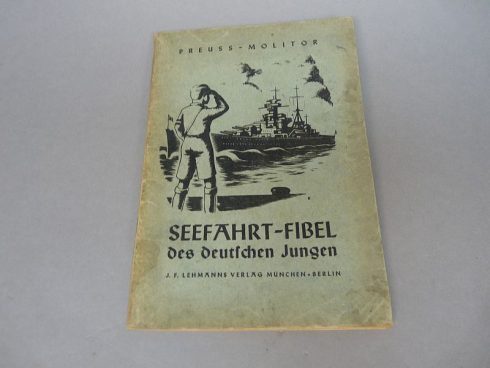 PREUSS-MOLITOR
SEEFAHRT-FIBEL
des deutſchen Jungen
J. F. LEHMANNS VERLAG MÜNCHEN • BERLIN